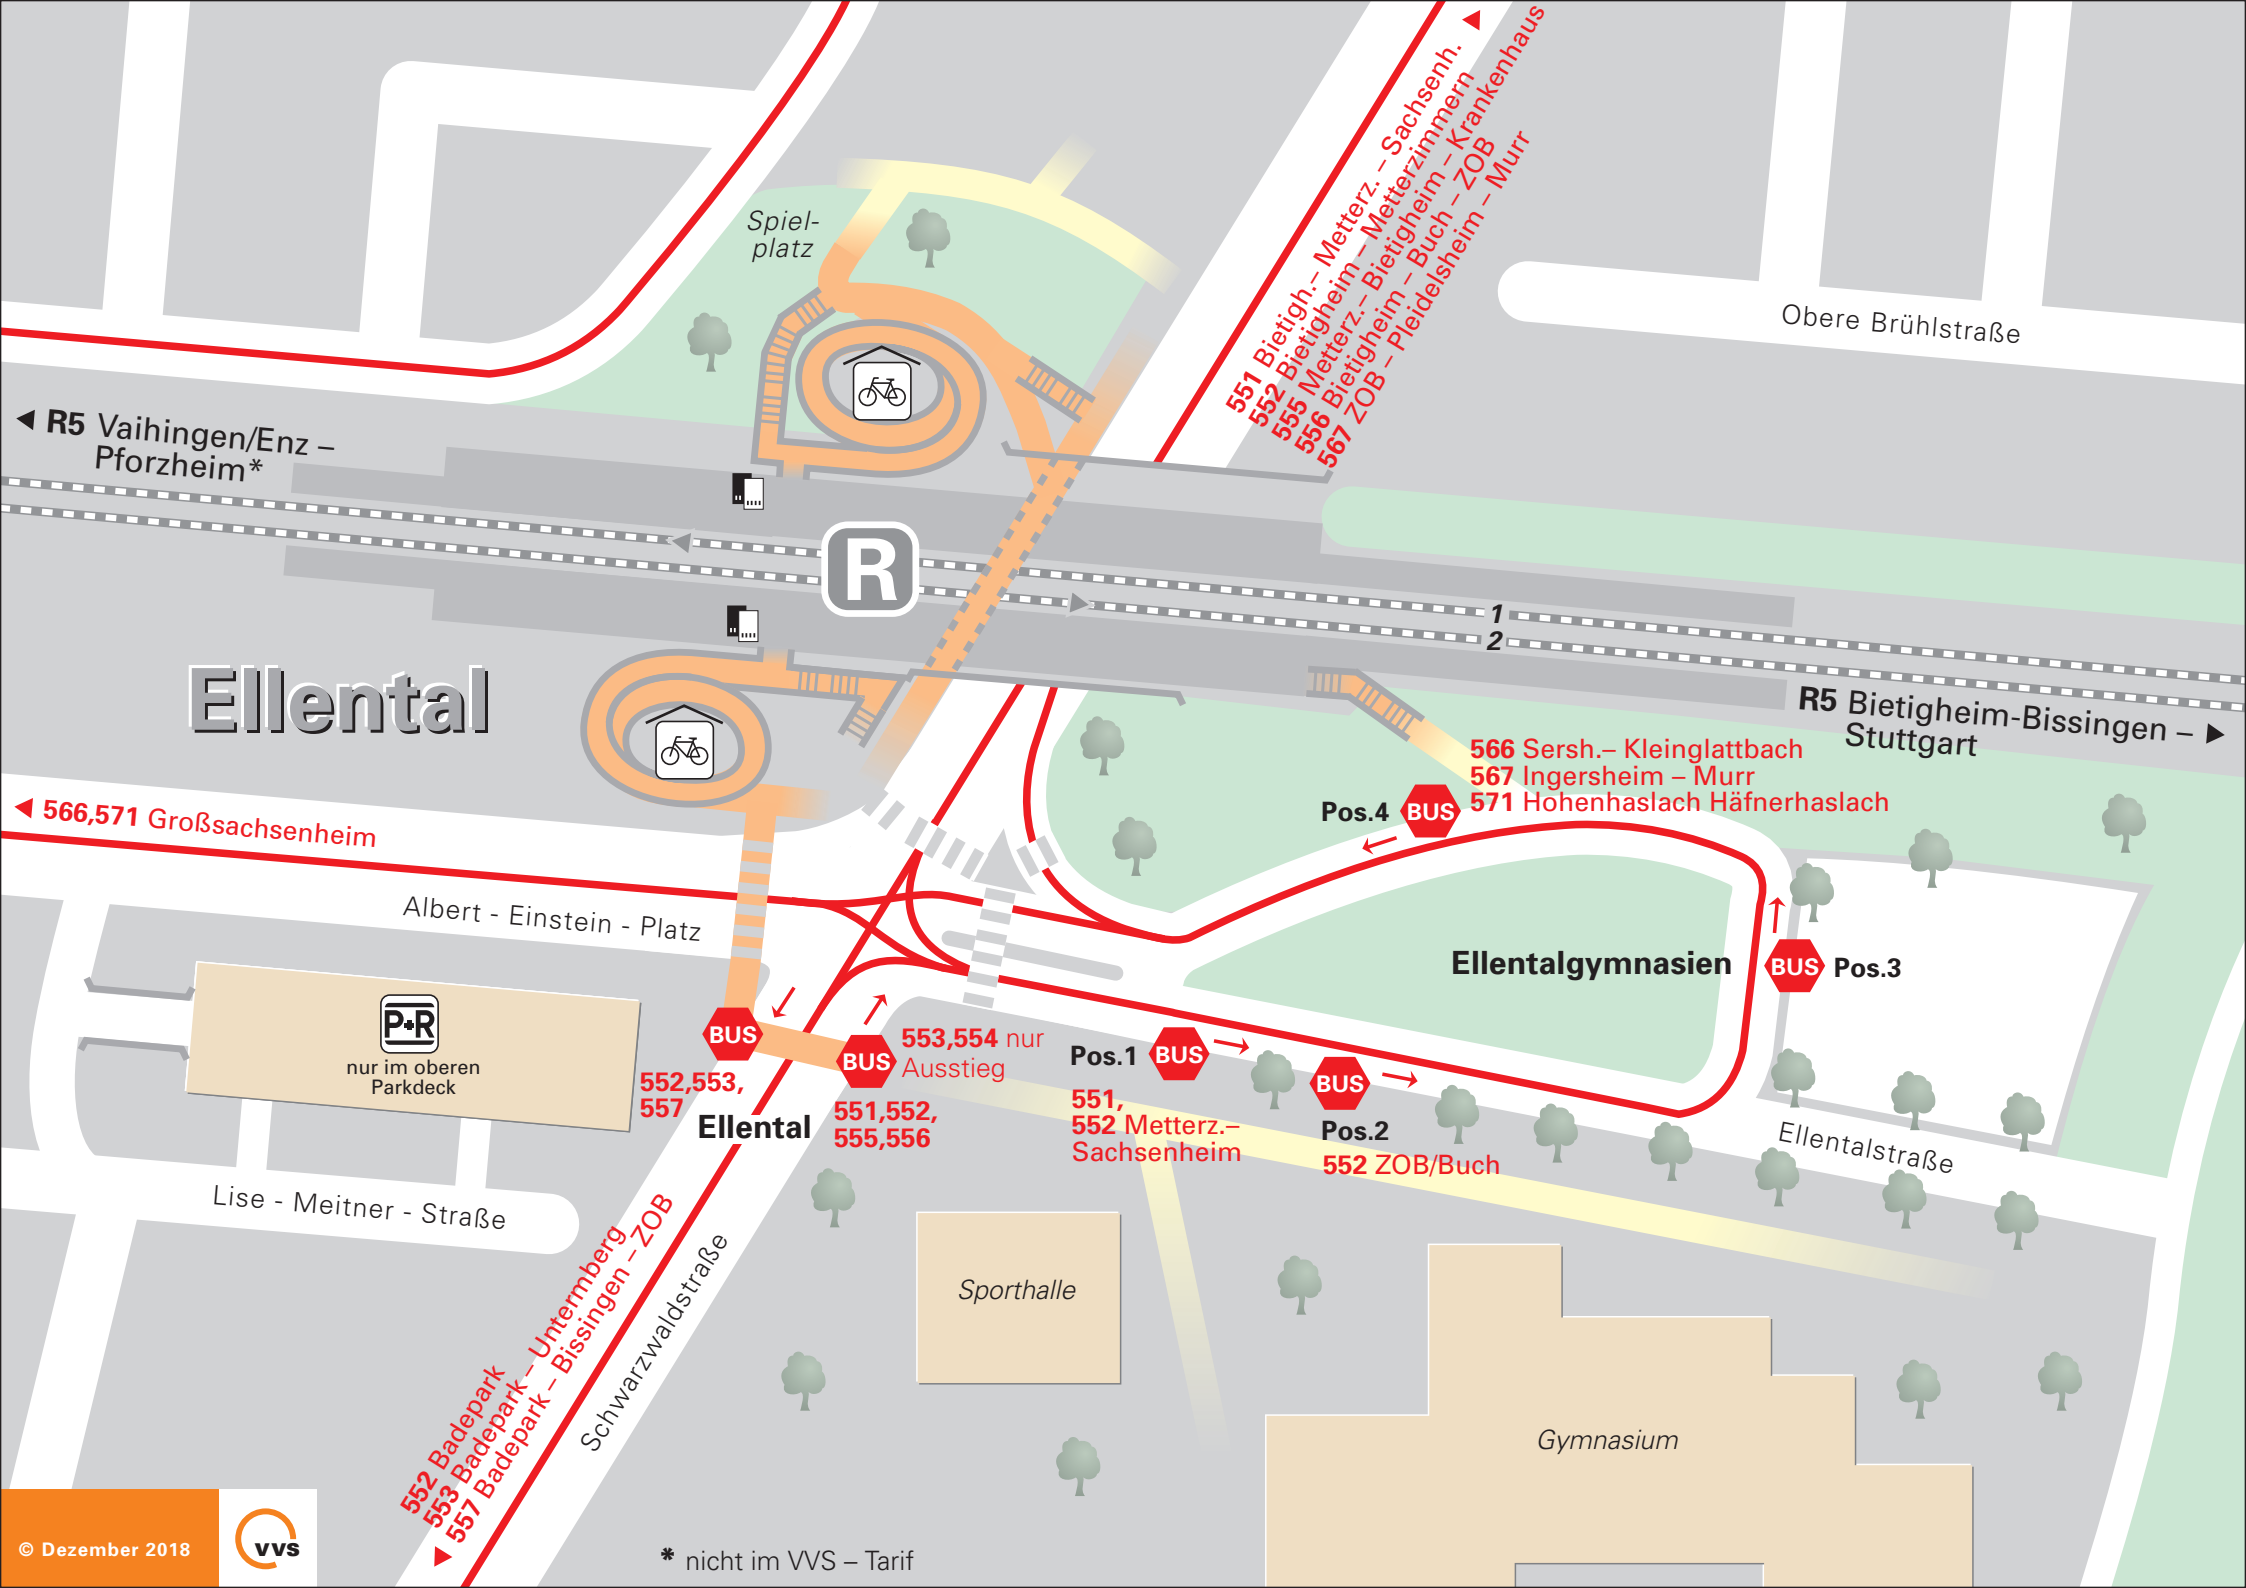 551 Bietigh.– Metterz. – Sachsenh.
552 Bietigheim – Metterzimmern
555 Metterz.– Bietigheim – Krankenhaus
556 Bietigheim – Buch – ZOB
567 ZOB – Pleidelsheim – Murr
Spiel-
platz
Obere Brühlstraße
R5 Vaihingen/Enz –
Pforzheim*
R
1
2
Ellental
R5 Bietigheim-Bissingen –
Stuttgart
566 Sersh.– Kleinglattbach
567 Ingersheim – Murr
571 Hohenhaslach Häfnerhaslach
Pos.4
BUS
566,571 Großsachsenheim
Albert - Einstein - Platz
Ellentalgymnasien
BUS
Pos.3
P+R
nur im oberen
Parkdeck
BUS
552,553,
557
Ellental
BUS
553,554 nur
Ausstieg
551,552,
555,556
Pos.1
BUS
551,
552 Metterz.–
Sachsenheim
BUS
Pos.2
552 ZOB/Buch
Ellentalstraße
Lise - Meitner - Straße
Schwarzwaldstraße
552 Badepark
553 Badepark – Untermberg
557 Badepark – Bissingen – ZOB
Sporthalle
Gymnasium
© Dezember 2018
vvs
* nicht im VVS – Tarif